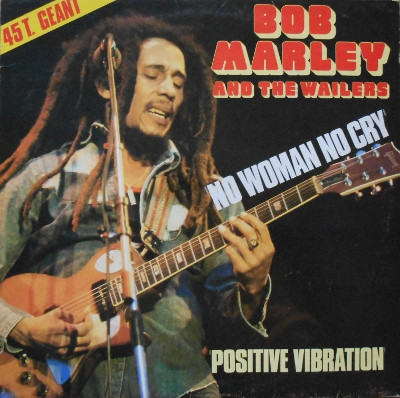 45 T. GEANT
BOB
MARLEY
AND THE WAILERS
NO WOMAN NO CRY
POSITIVE VIBRATION